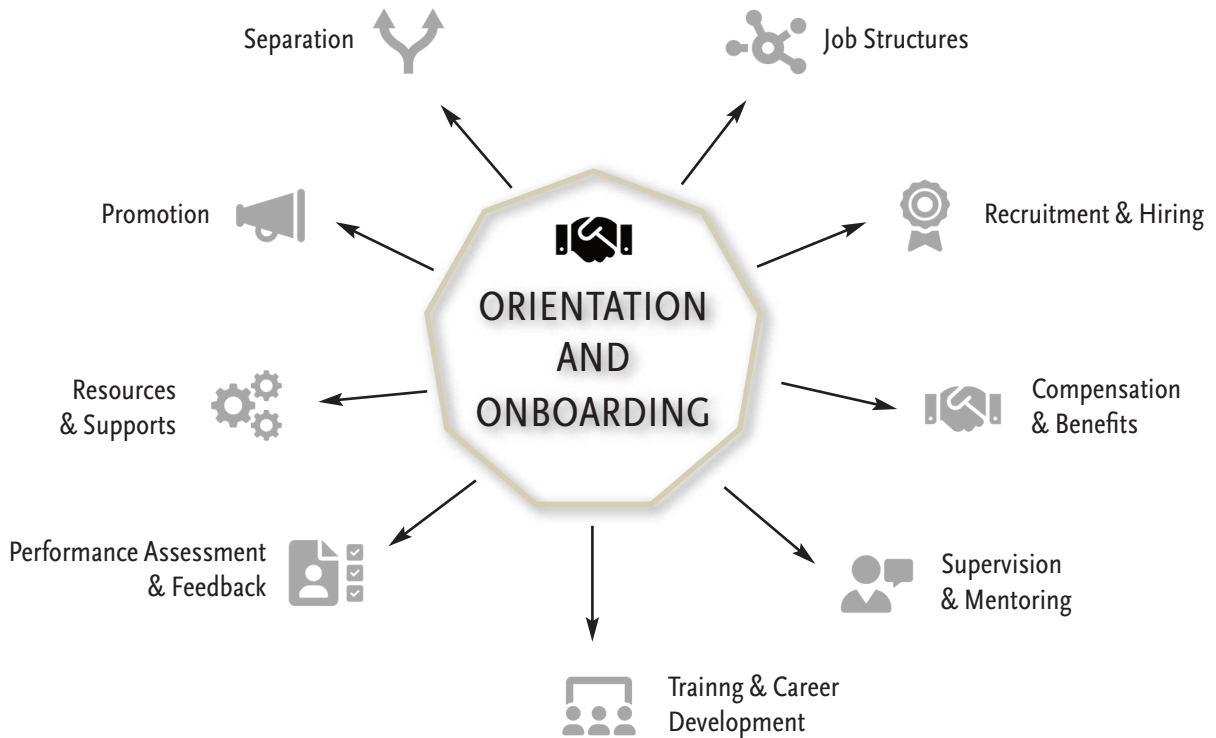 Separation
Job Structures
Promotion
Recruitment & Hiring
ORIENTATION
AND
ONBOARDING
Resources
& Supports
Compensation
& Benefits
Performance Assessment
& Feedback
Supervision
& Mentoring
Trainng & Career
Development